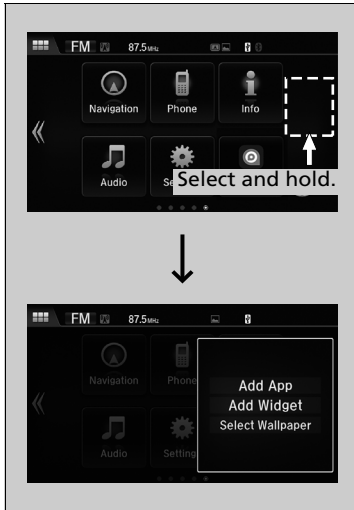 FM 87.5MHz
Navigation Phone Info
Audio Se
Select and hold.
FM 87.5MHz
Navigation Phone
Audio Setting
Add App
Add Widget
Select Wallpaper